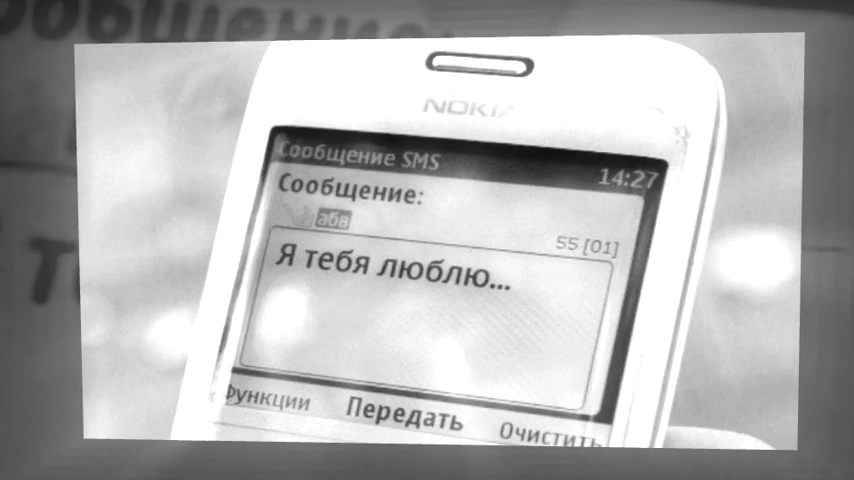 NOKIA
Сообщение SMS 14:27
Сообщение:
абв
55 [01]
Я тебя люблю...
Функции Передать Очистить